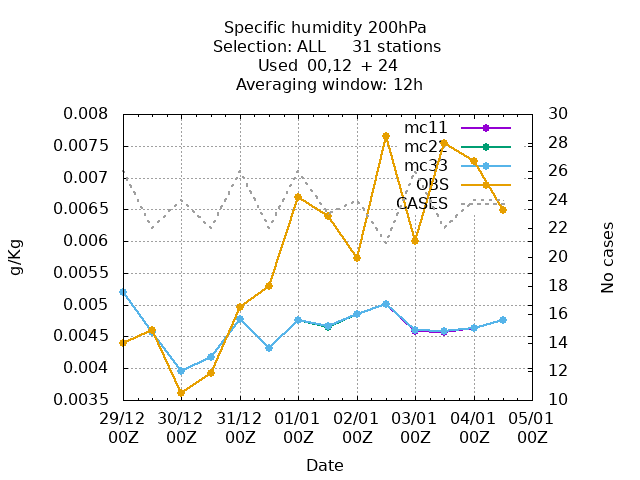 Specific humidity 200hPa
Selection: ALL 31 stations
Used 00,12 + 24
Averaging window: 12h
0.008
0.0075
0.007
0.0065
0.006
0.0055
0.005
0.0045
0.004
0.0035
g/Kg
30
28
26
24
22
20
18
16
14
12
10
No cases
mc11
mc22
mc33
OBS
CASES
29/12 30/12 31/12 01/01 02/01 03/01 04/01 05/01
00Z 00Z 00Z 00Z 00Z 00Z 00Z 00Z
Date